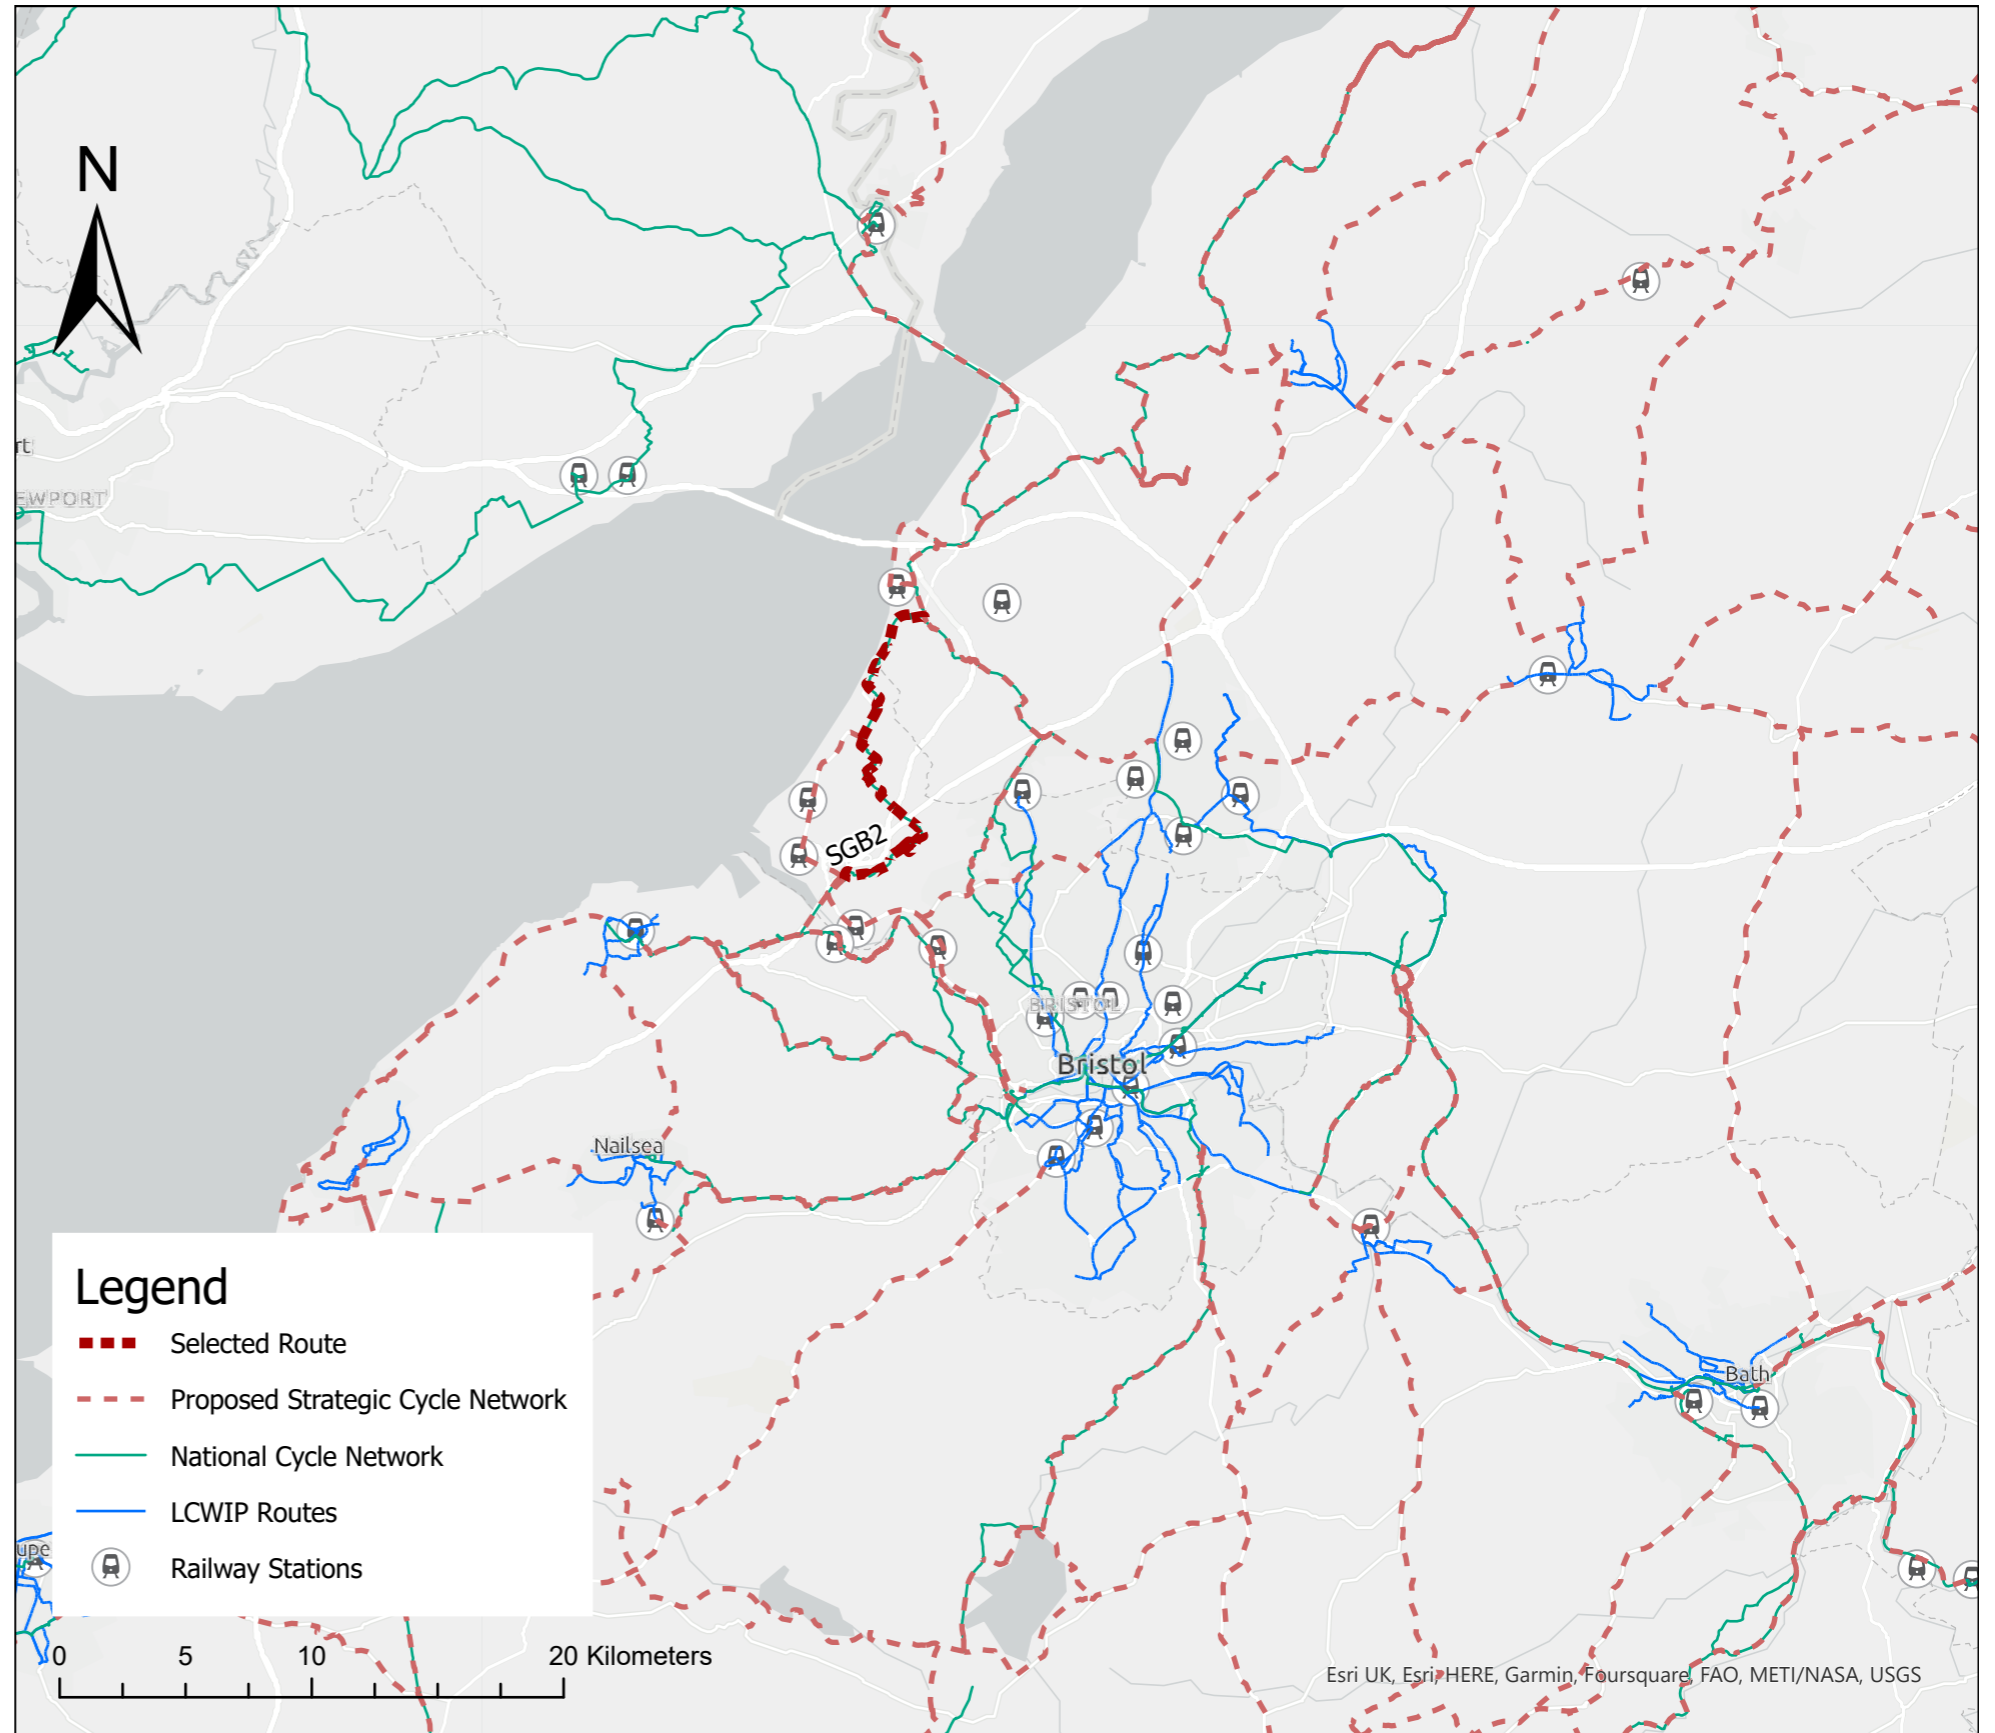 N
rt
EWPORT
SGB2
BRISTOL
Bristol
Nailsea
Bath
Legend
Selected Route
Proposed Strategic Cycle Network
National Cycle Network
LCWIP Routes
Railway Stations
upe
0 5 10 20 Kilometers
Esri UK, Esri, HERE, Garmin, Foursquare, FAO, METI/NASA, USGS